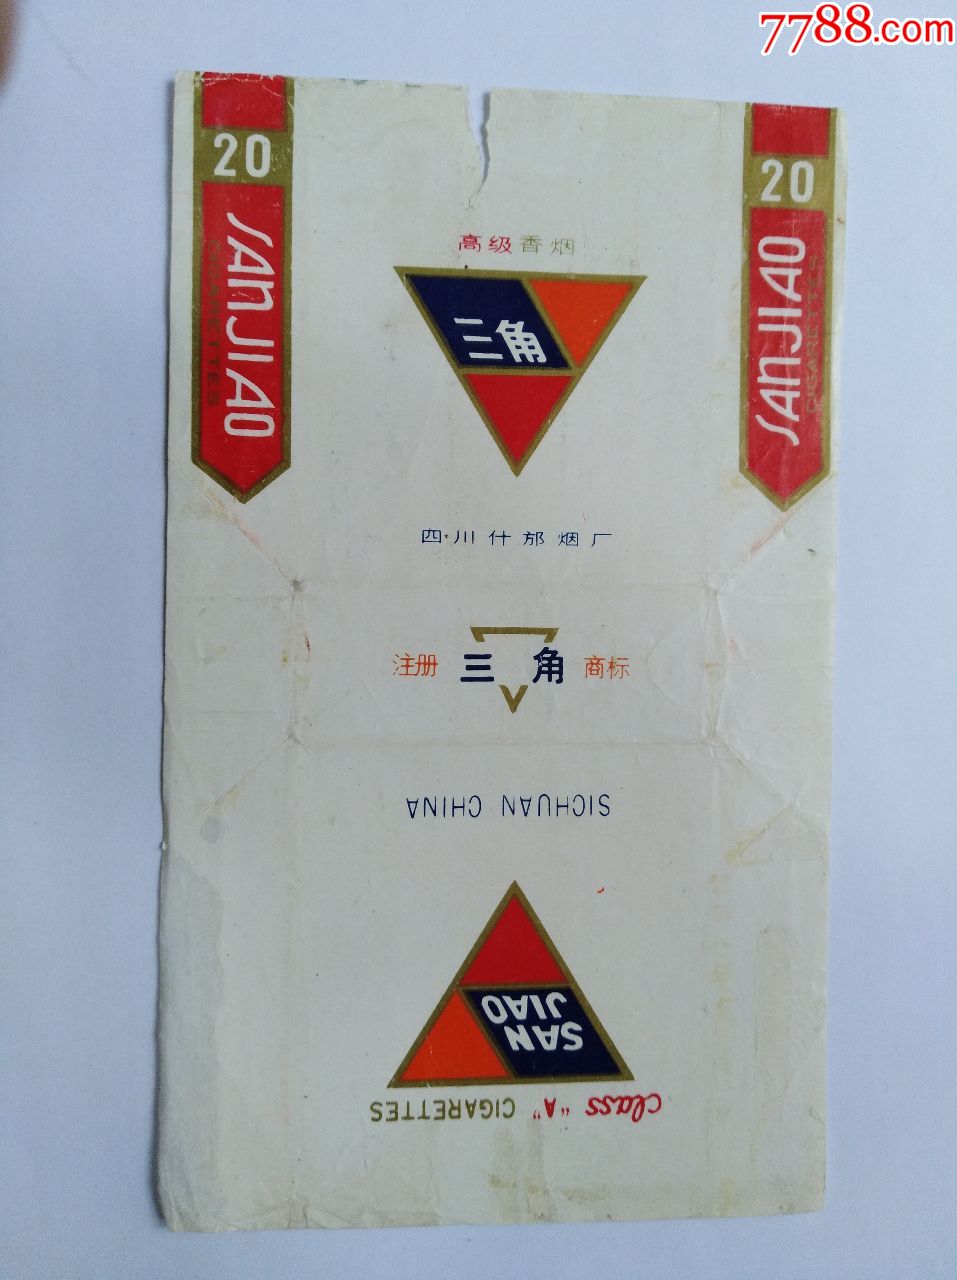 7788.com
20
SANJIAO
CIGARETTES
20
SANJIAO
CIGARETTES
高级香烟
三角
四川什邡烟厂
注册 三角 商标
SICHUAN CHINA
SAN
JIAO
Class "A" CIGARETTES